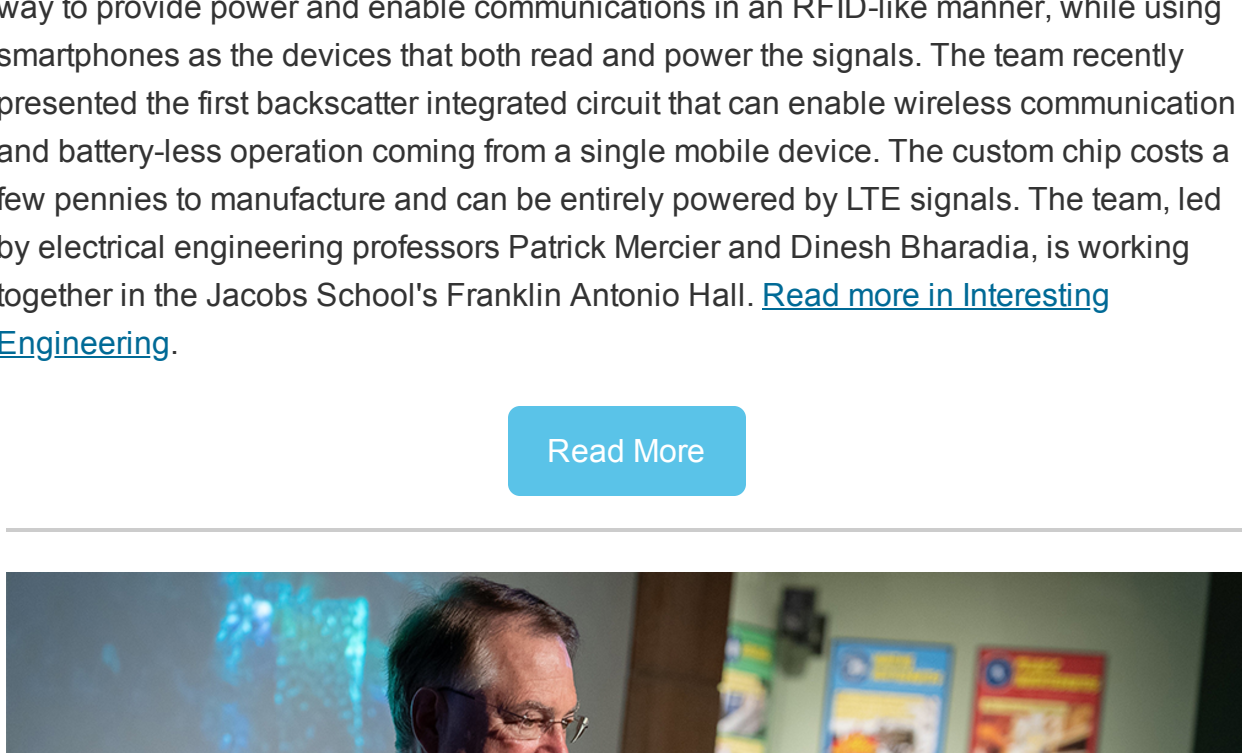 way to provide power and enable communications in an RFID-like manner, while using
smartphones as the devices that both read and power the signals. The team recently
presented the first backscatter integrated circuit that can enable wireless communication
and battery-less operation coming from a single mobile device. The custom chip costs a
few pennies to manufacture and can be entirely powered by LTE signals. The team, led
by electrical engineering professors Patrick Mercier and Dinesh Bharadia, is working
together in the Jacobs School's Franklin Antonio Hall. Read more in Interesting
Engineering.
Read More